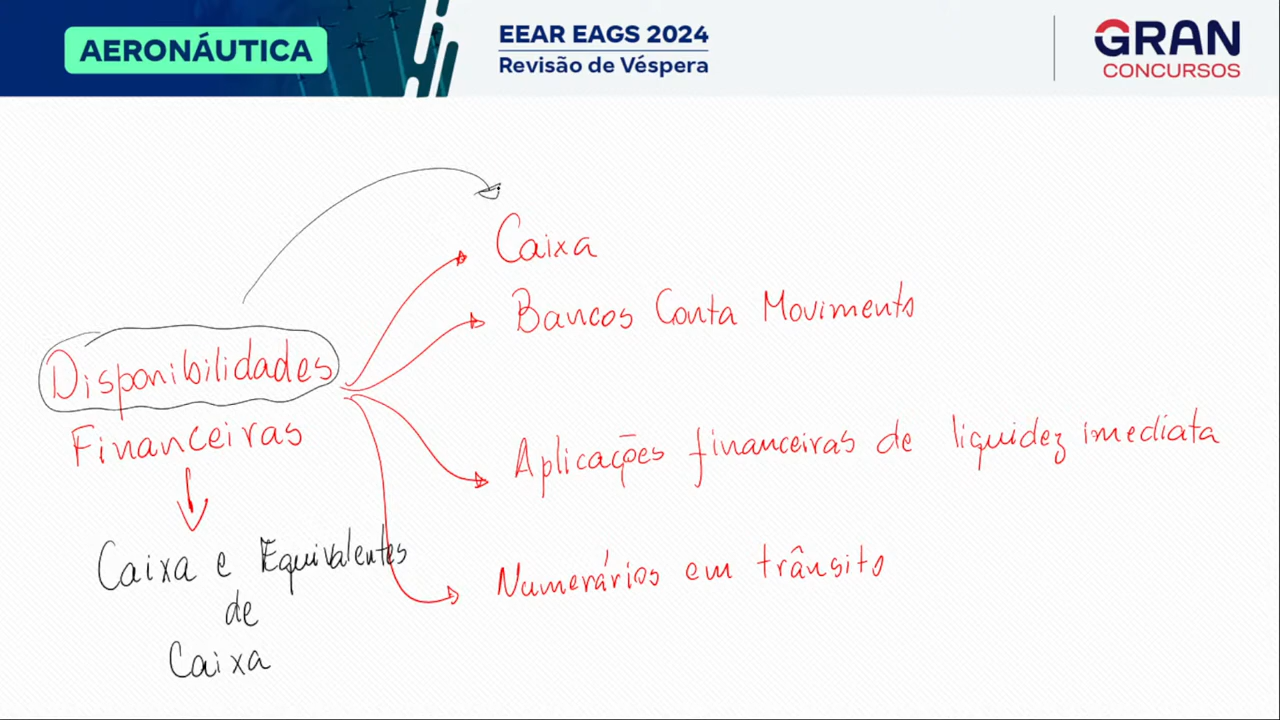 AERONÁUTICA
EEAR EAGS 2024
Revisão de Véspera
GRAN
CONCURSOS
Caixa
Bancos Conta Movimento
Disponibilidades
Financeiras
Aplicações financeiras de liquidez imediata
Caixa e Equivalentes
de
Caixa
Numerários em trânsito